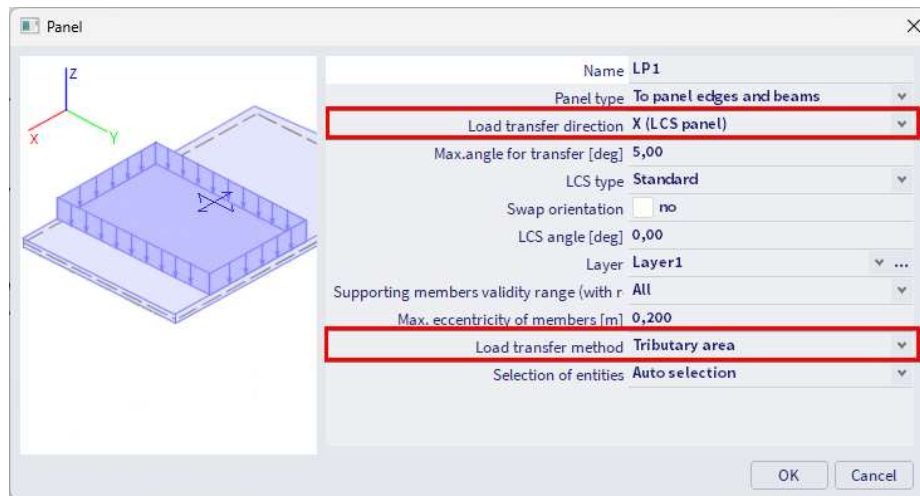 Panel
Z
X
Y
Name LP1
Panel type To panel edges and beams
Load transfer direction X (LCS panel)
Max.angle for transfer [deg] 5,00
LCS type Standard
Swap orientation no
LCS angle [deg] 0,00
Layer Layer1 ...
Supporting members validity range (with r All
Max. eccentricity of members [m] 0,200
Load transfer method Tributary area
Selection of entities Auto selection
OK Cancel